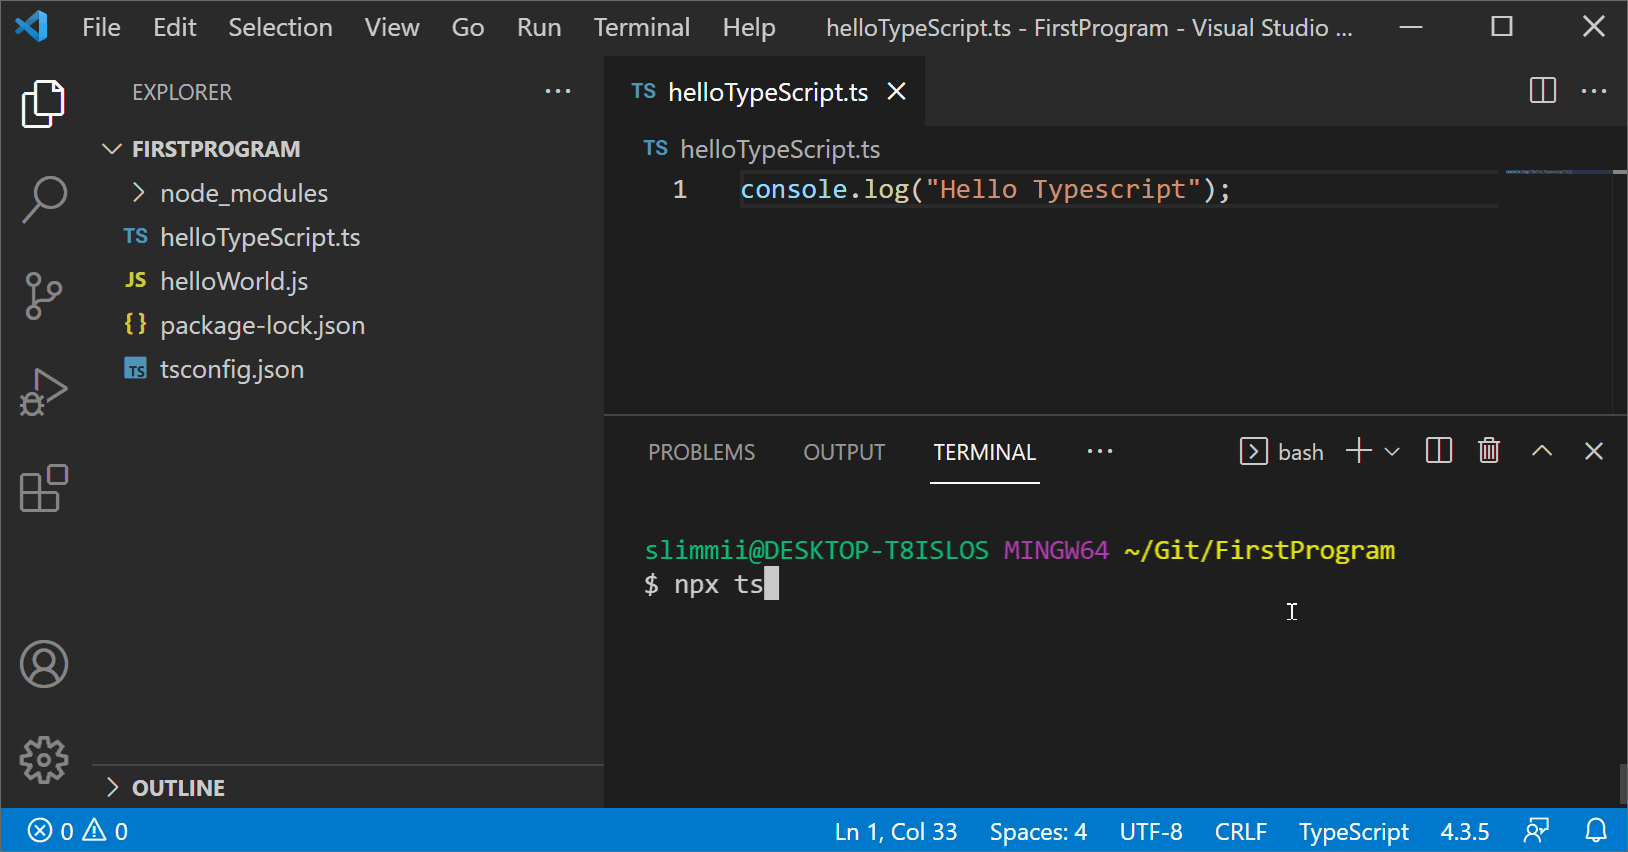 File Edit Selection View Go Run Terminal Help helloTypeScript.ts - FirstProgram - Visual Studio ...
EXPLORER
FIRSTPROGRAM
node_modules
TS helloTypeScript.ts
JS helloWorld.js
{} package-lock.json
TS tsconfig.json
OUTLINE
TS helloTypeScript.ts
TS helloTypeScript.ts
1 console.log("Hello Typescript");
PROBLEMS OUTPUT TERMINAL ... bash
slimmii@DESKTOP-T8ISLOS MINGW64 ~/Git/FirstProgram
$ npx ts
0 0 Ln 1, Col 33 Spaces: 4 UTF-8 CRLF TypeScript 4.3.5